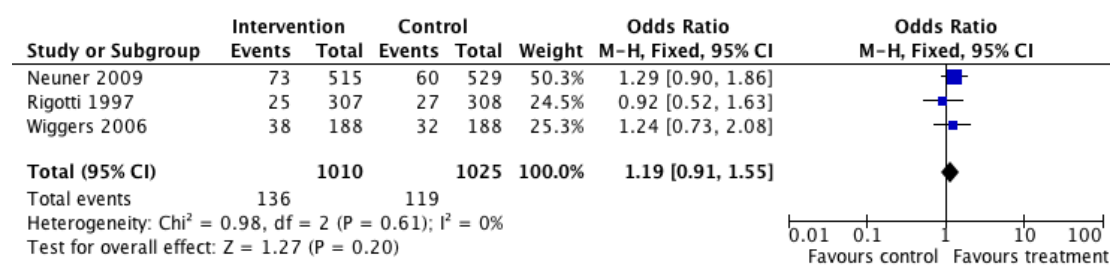 Intervention Control Odds Ratio Odds Ratio
Study or Subgroup Events Total Events Total Weight M-H, Fixed, 95% CI M-H, Fixed, 95% CI
Neuner 2009 73 515 60 529 50.3% 1.29 [0.90, 1.86]
Rigotti 1997 25 307 27 308 24.5% 0.92 [0.52, 1.63]
Wiggers 2006 38 188 32 188 25.3% 1.24 [0.73, 2.08]
Total (95% CI) 1010 1025 100.0% 1.19 [0.91, 1.55]
Total events 136 119
Heterogeneity: Chi² = 0.98, df = 2 (P = 0.61); I² = 0%
Test for overall effect: Z = 1.27 (P = 0.20)
0.01 0.1 1 10 100
Favours control Favours treatment